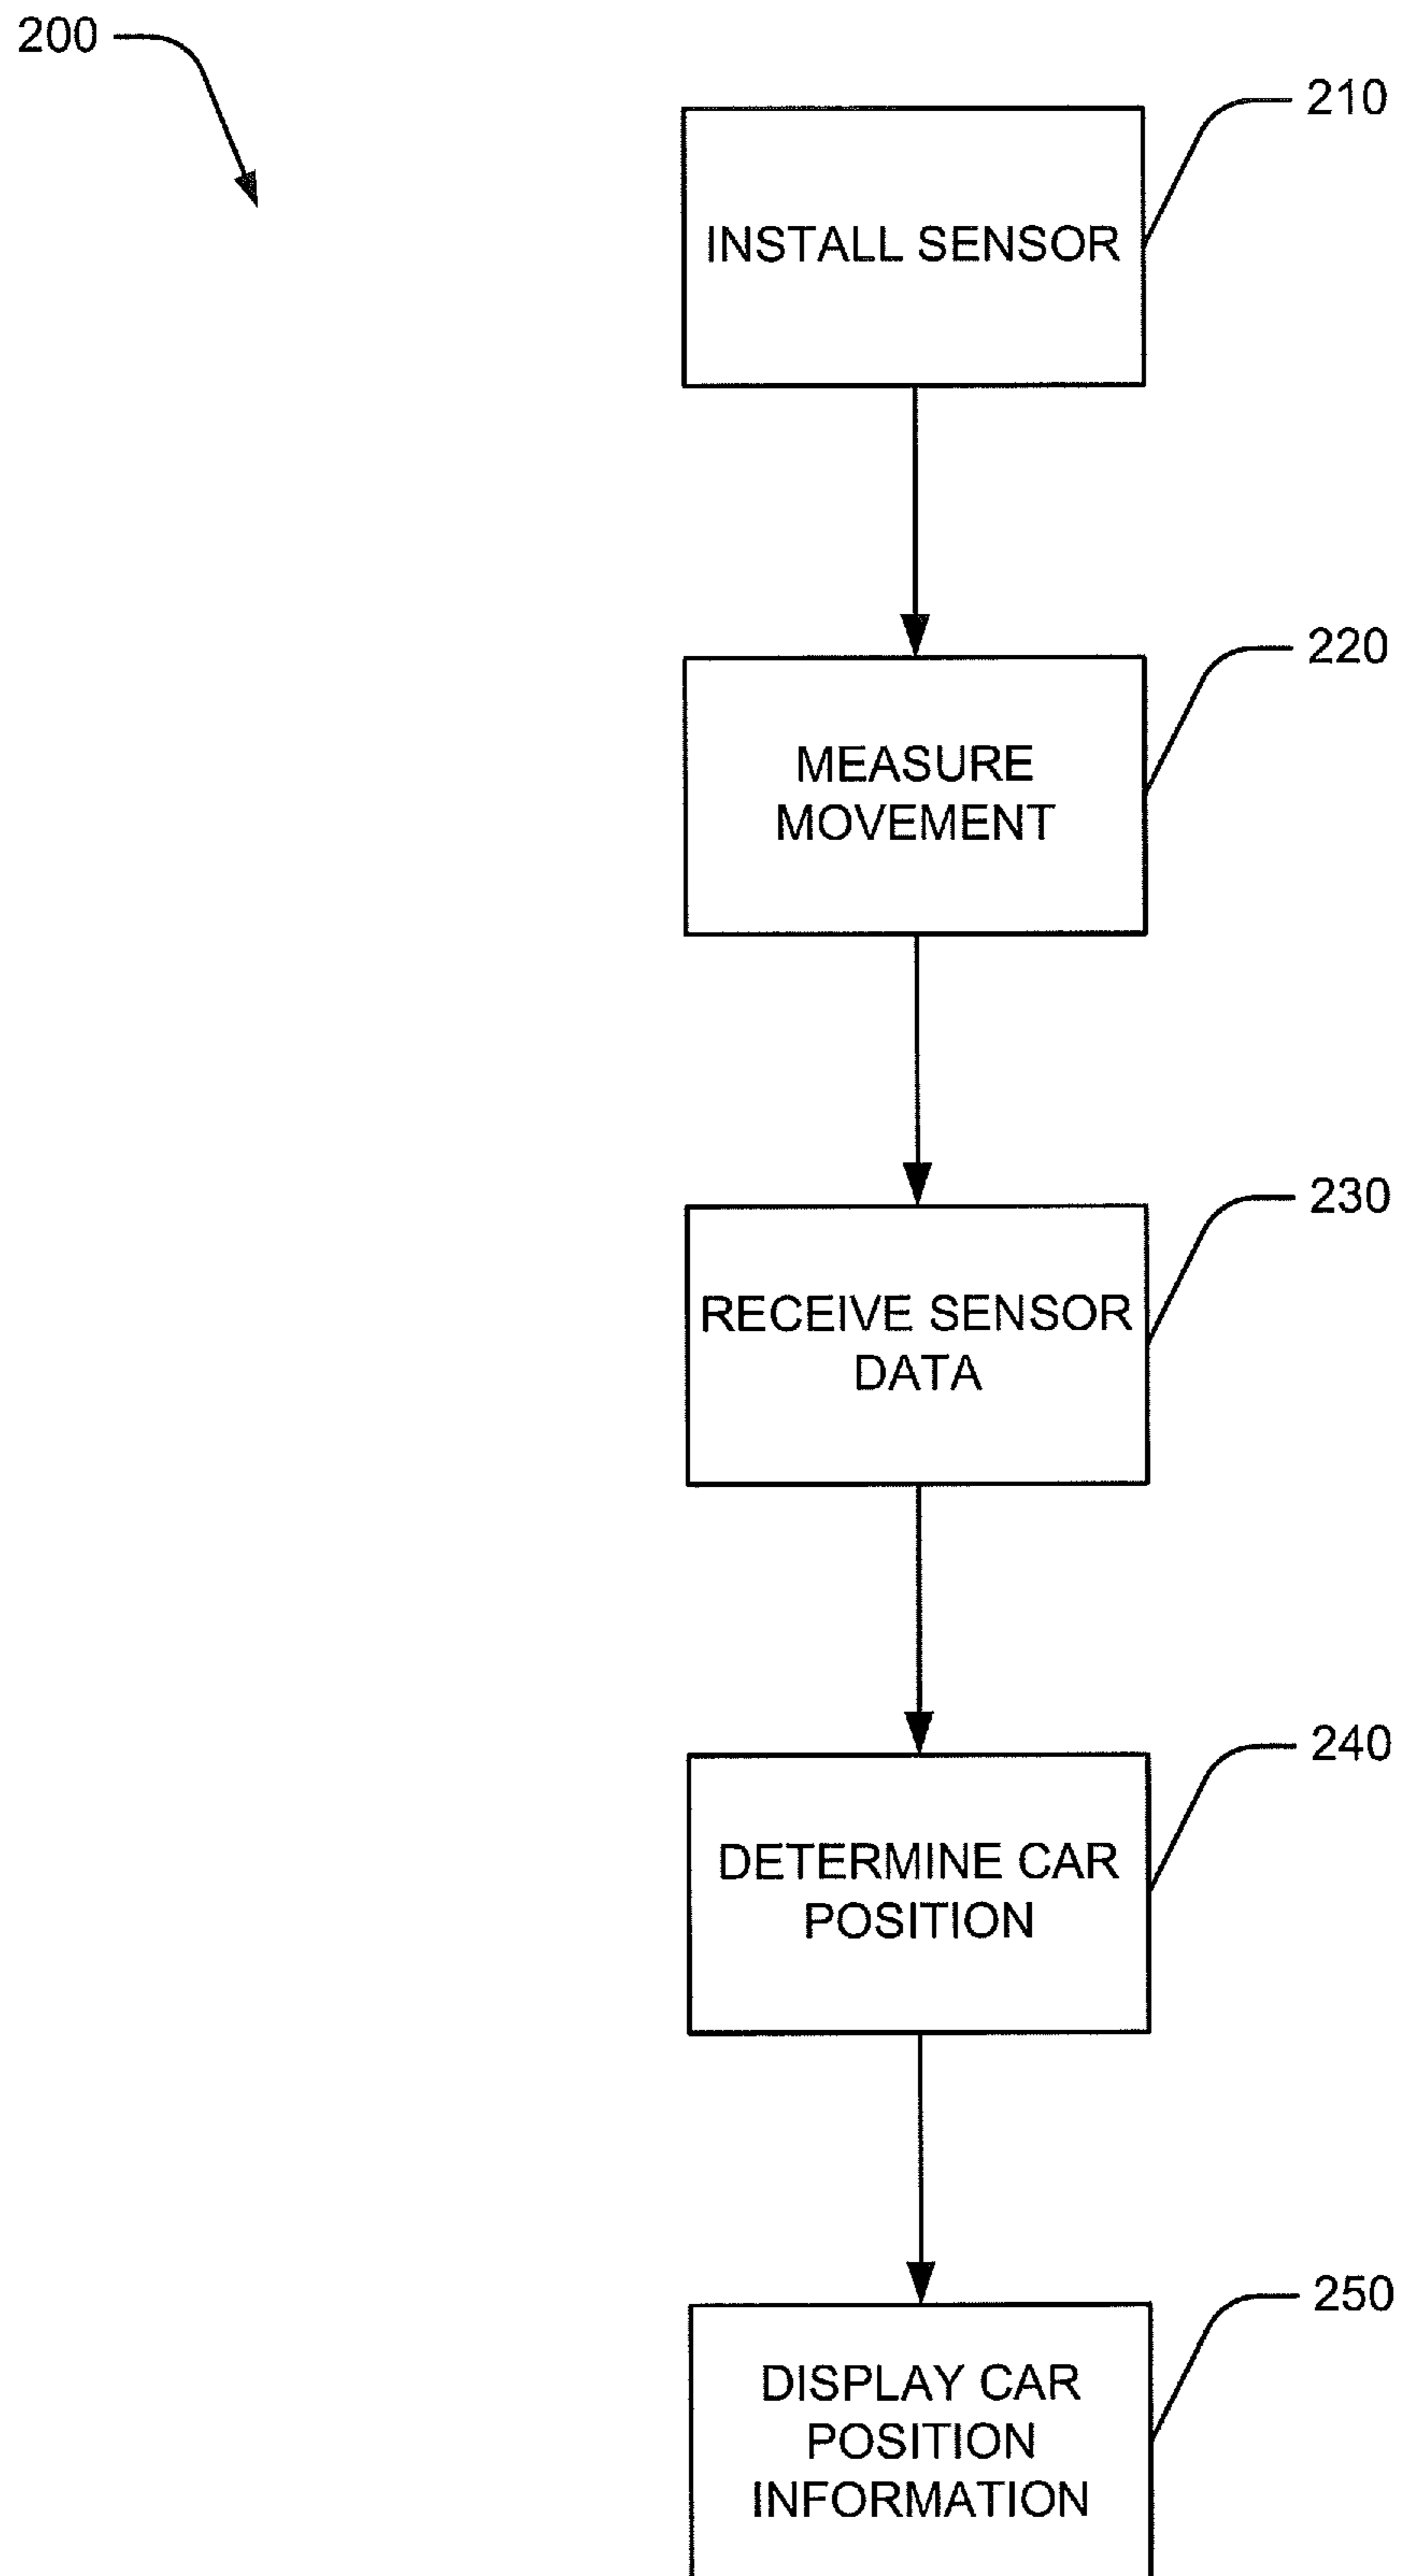 200
210
INSTALL SENSOR
220
MEASURE
MOVEMENT
230
RECEIVE SENSOR
DATA
240
DETERMINE CAR
POSITION
250
DISPLAY CAR
POSITION
INFORMATION